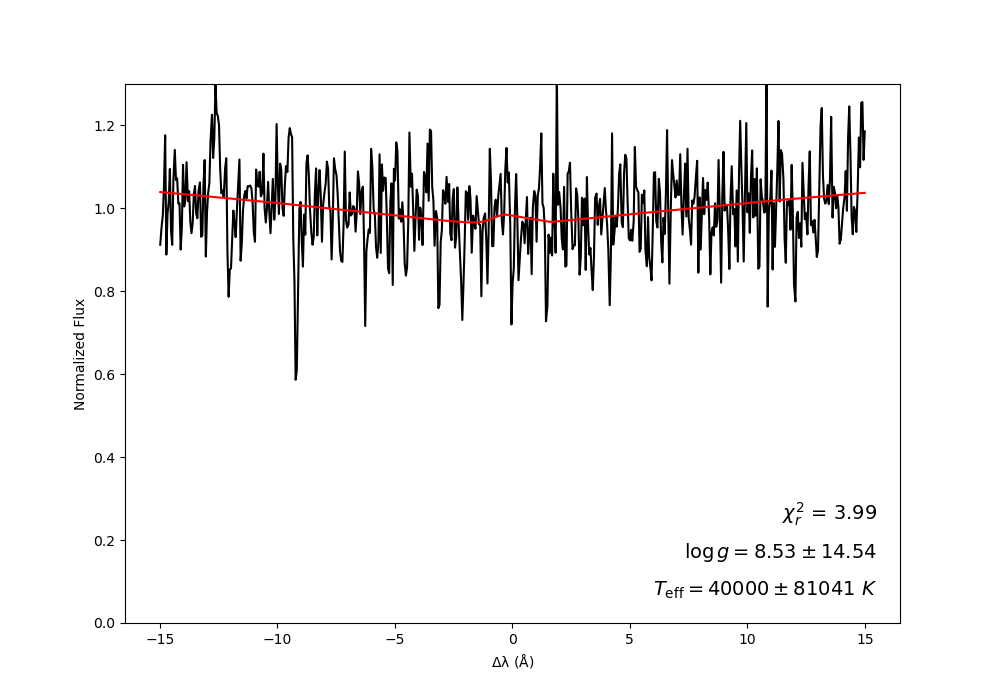 1.2
1.0
0.8
0.6
0.4
0.2
0.0
Normalized Flux
χ²ᵣ = 3.99
log g = 8.53 ± 14.54
T_eff = 40000 ± 81041 K
−15 −10 −5 0 5 10 15
Δλ (Å)